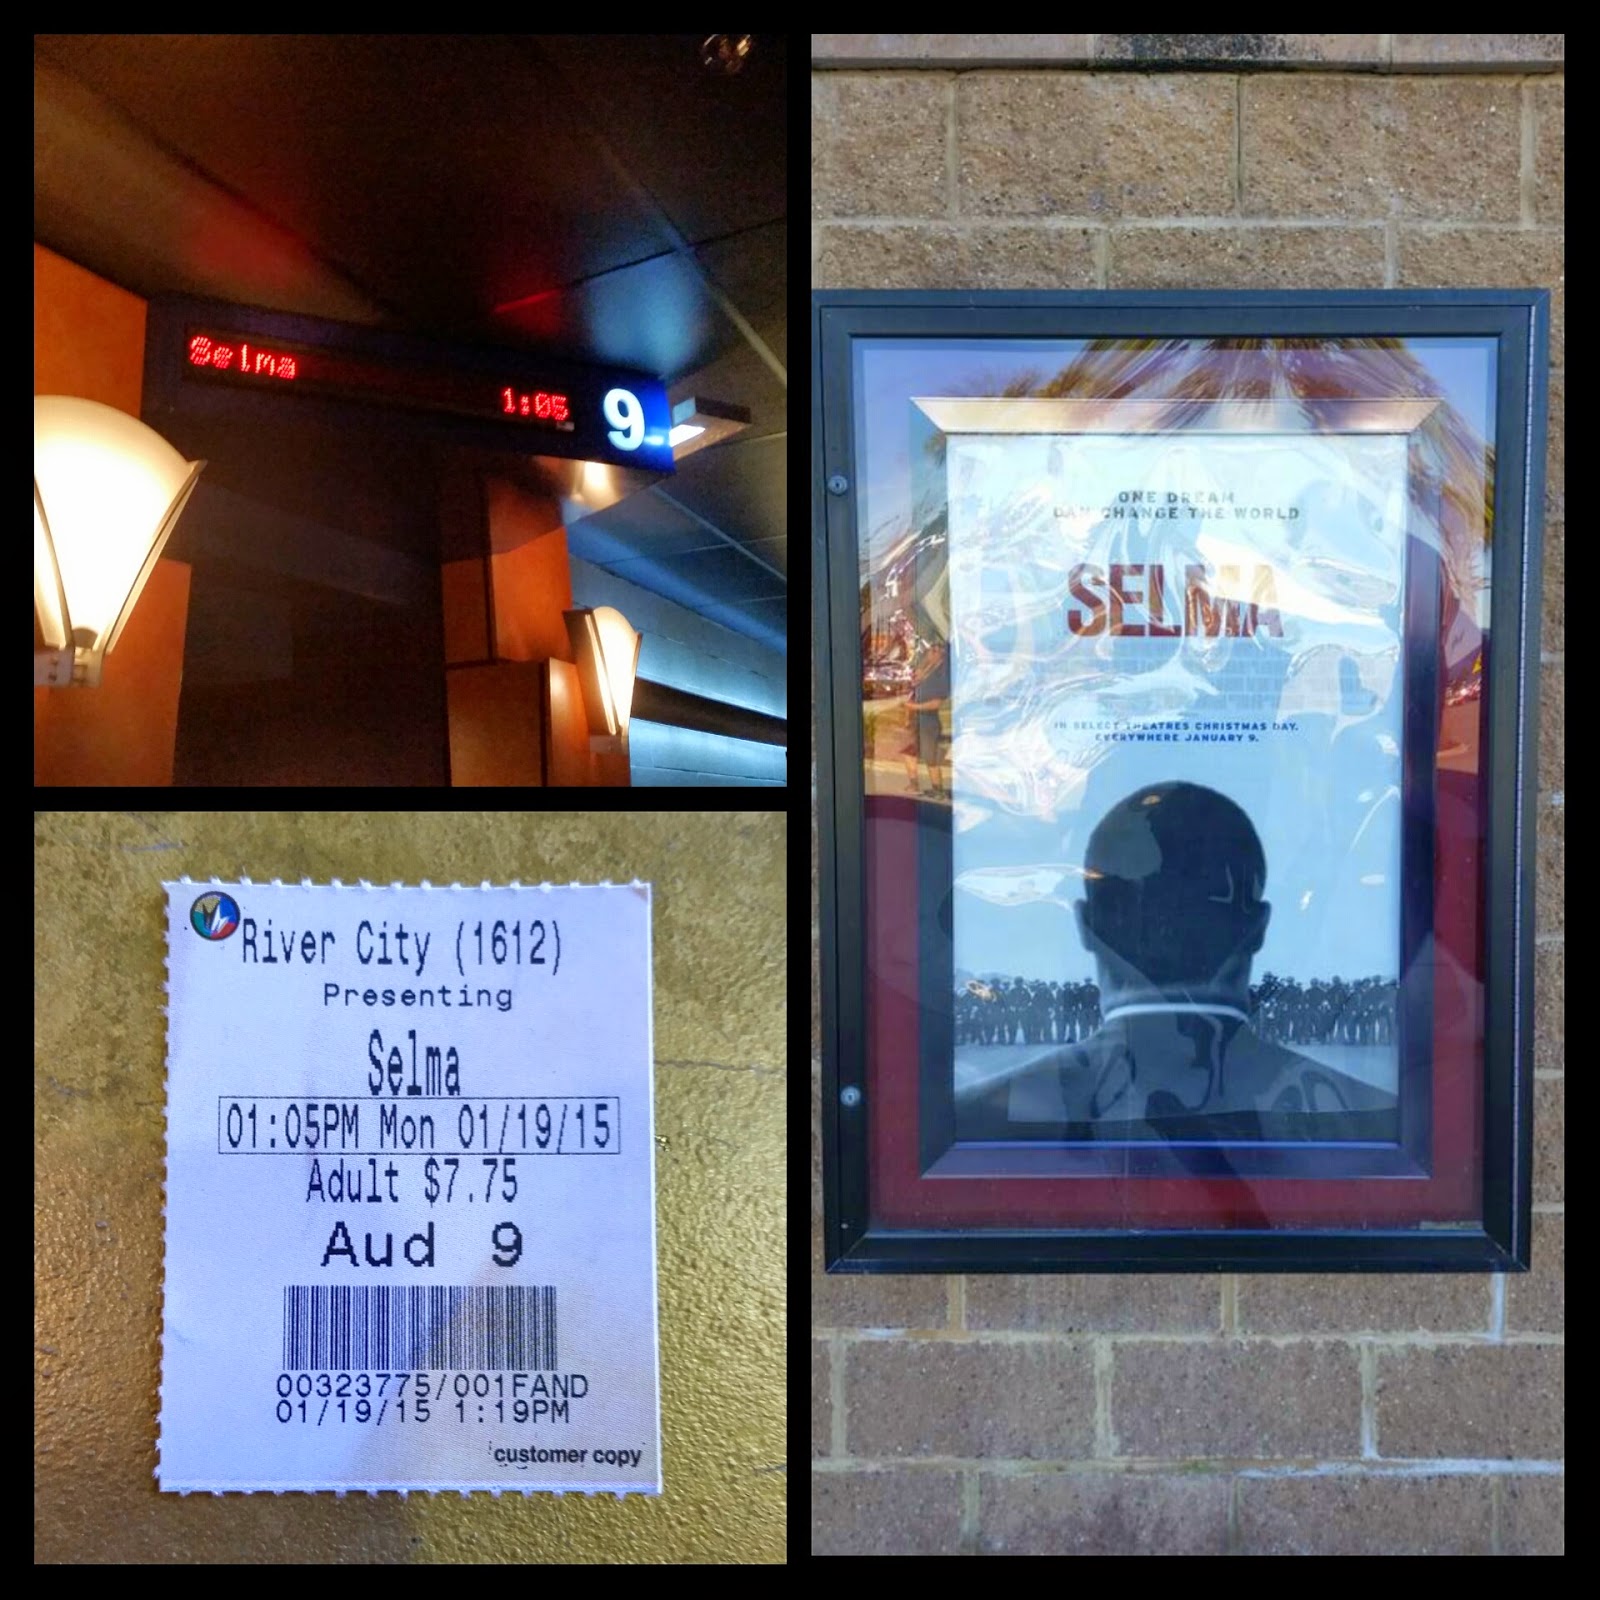 Selma
1:05
9
River City (1612)
Presenting
Selma
01:05PM Mon 01/19/15
Adult $7.75
Aud 9
00323775/001FAND
01/19/15 1:19PM
customer copy
ONE DREAM
CAN CHANGE THE WORLD
SELMA
IN SELECT THEATRES CHRISTMAS DAY.
EVERYWHERE JANUARY 9.